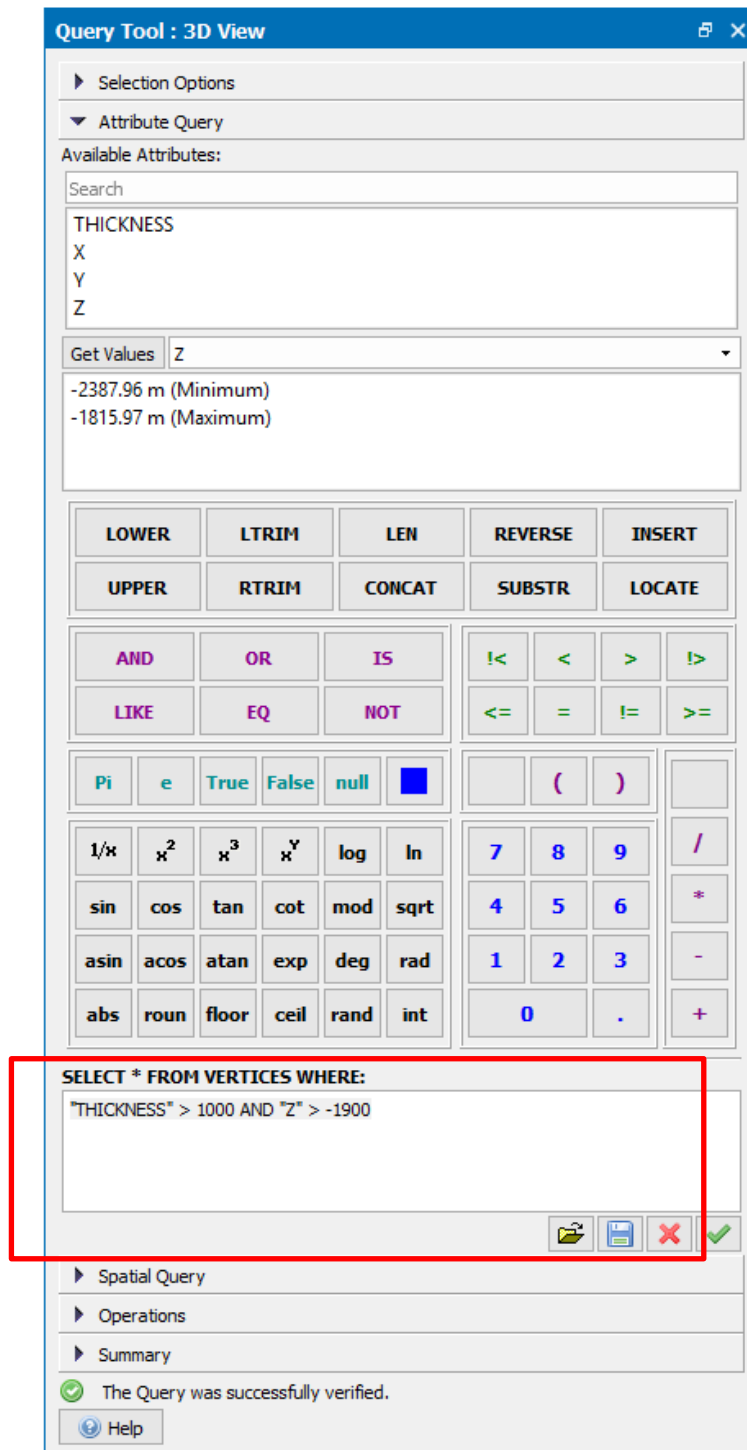 Query Tool : 3D View
Selection Options
Attribute Query
Available Attributes:
Search
THICKNESS
X
Y
Z
Get Values Z
-2387.96 m (Minimum)
-1815.97 m (Maximum)
LOWER LTRIM LEN REVERSE INSERT
UPPER RTRIM CONCAT SUBSTR LOCATE
AND OR IS !< < > !>
LIKE EQ NOT <= = != >=
Pi e True False null ( )
1/x x² x³ xʸ log ln 7 8 9 /
sin cos tan cot mod sqrt 4 5 6 *
asin acos atan exp deg rad 1 2 3 -
abs roun floor ceil rand int 0 . +
SELECT * FROM VERTICES WHERE:
"THICKNESS" > 1000 AND "Z" > -1900
Spatial Query
Operations
Summary
The Query was successfully verified.
Help